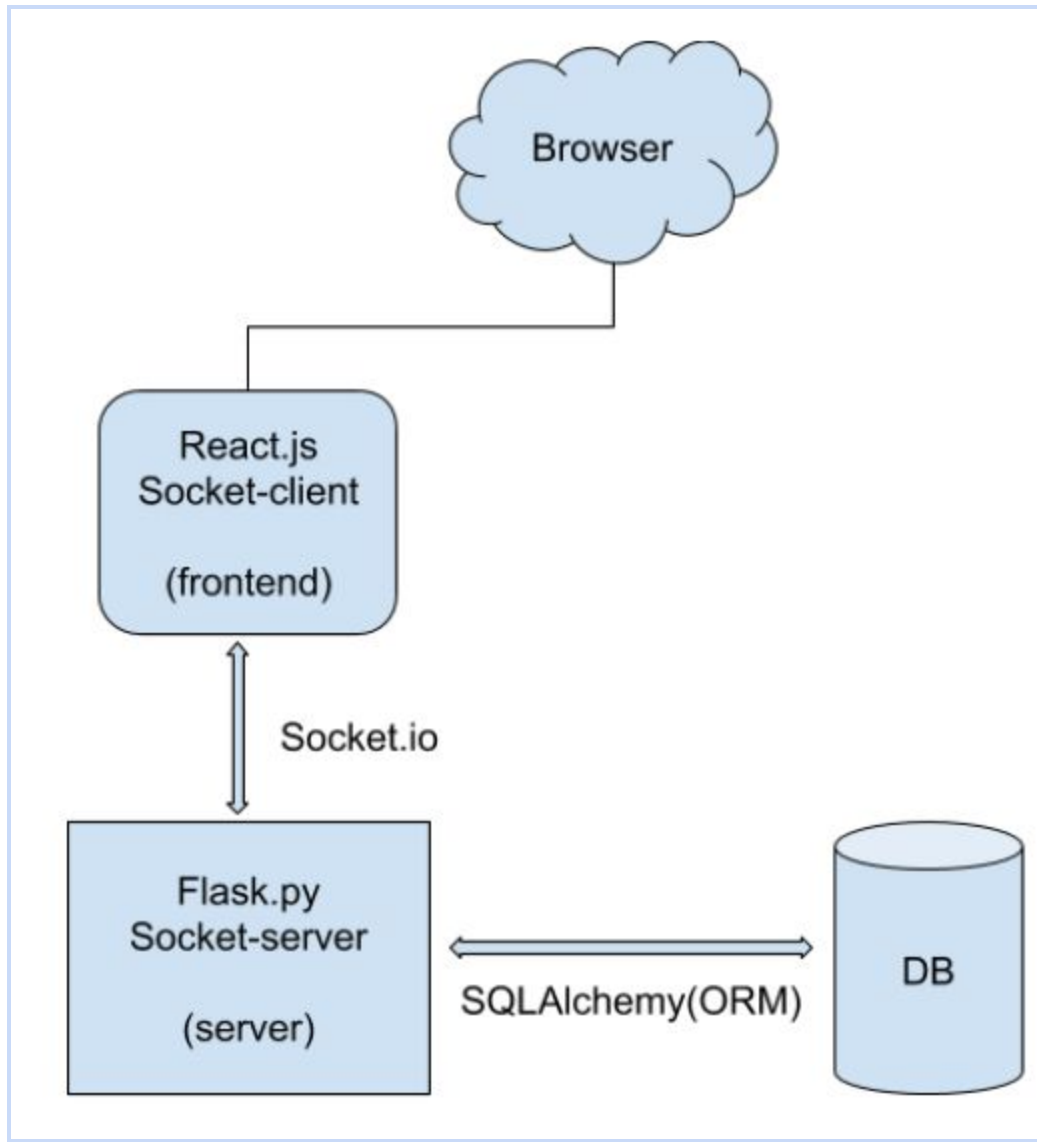 Browser
React.js
Socket-client
(frontend)
Socket.io
Flask.py
Socket-server
(server)
SQLAlchemy(ORM)
DB